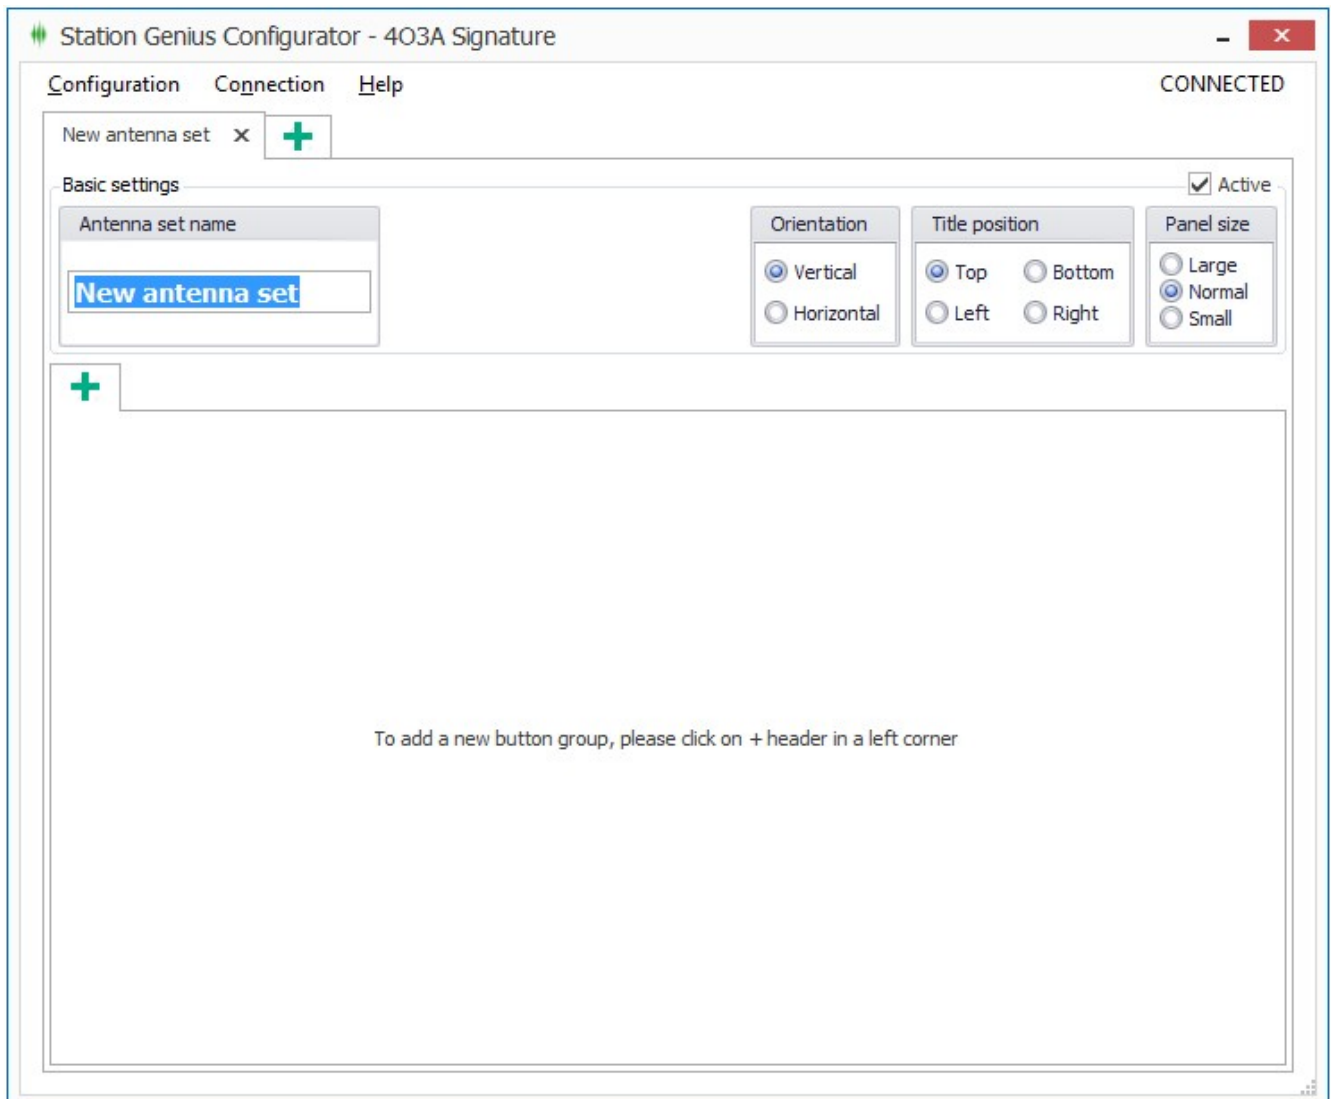 Station Genius Configurator - 4O3A Signature
Configuration Connection Help CONNECTED
New antenna set
Basic settings Active
Antenna set name Orientation Title position Panel size
New antenna set
Vertical Top Bottom Large
Normal
Horizontal Left Right Small
To add a new button group, please click on + header in a left corner